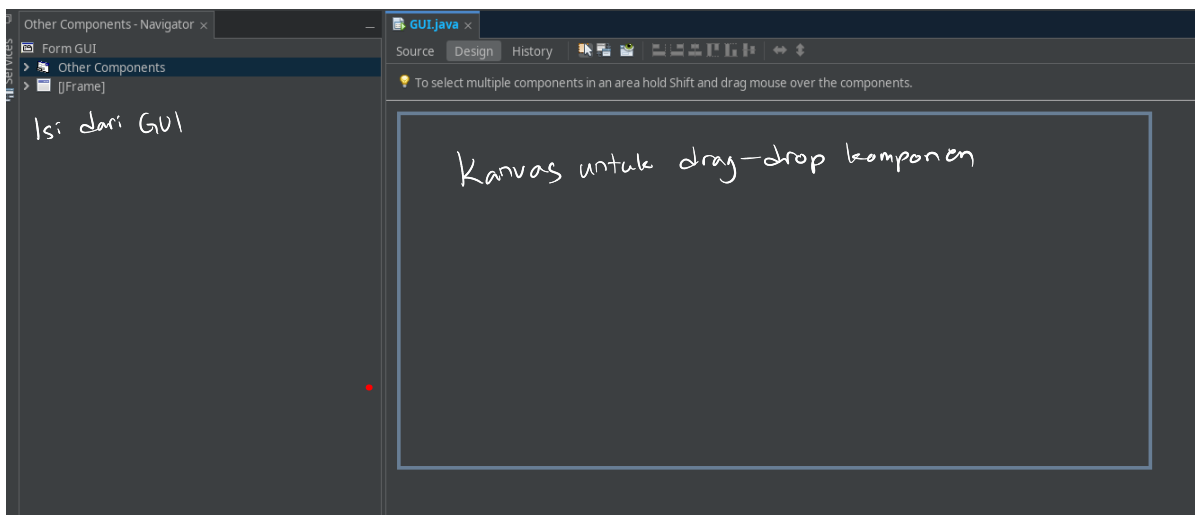 Other Components - Navigator
Form GUI
Other Components
[JFrame]
Isi dari GUI
Services
GUI.java
Source Design History
To select multiple components in an area hold Shift and drag mouse over the components.
Kanvas untuk drag-drop komponen